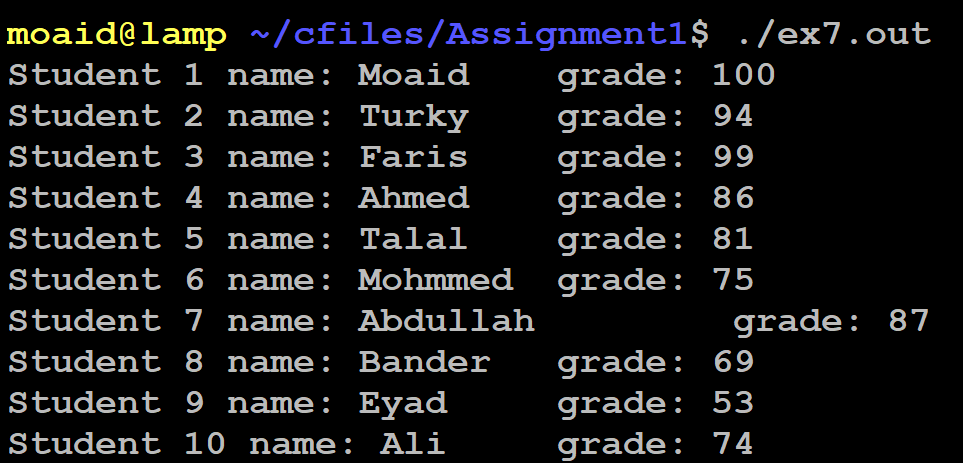 moaid@lamp ~/cfiles/Assignment1$ ./ex7.out
Student 1 name: Moaid    grade: 100
Student 2 name: Turky    grade: 94
Student 3 name: Faris    grade: 99
Student 4 name: Ahmed    grade: 86
Student 5 name: Talal    grade: 81
Student 6 name: Mohmmed  grade: 75
Student 7 name: Abdullah         grade: 87
Student 8 name: Bander   grade: 69
Student 9 name: Eyad     grade: 53
Student 10 name: Ali     grade: 74